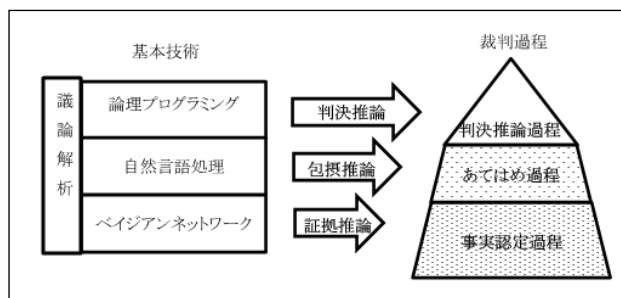 基本技術
裁判過程
議論解析
論理プログラミング
自然言語処理
ベイジアンネットワーク
判決推論
包摂推論
証拠推論
判決推論過程
あてはめ過程
事実認定過程